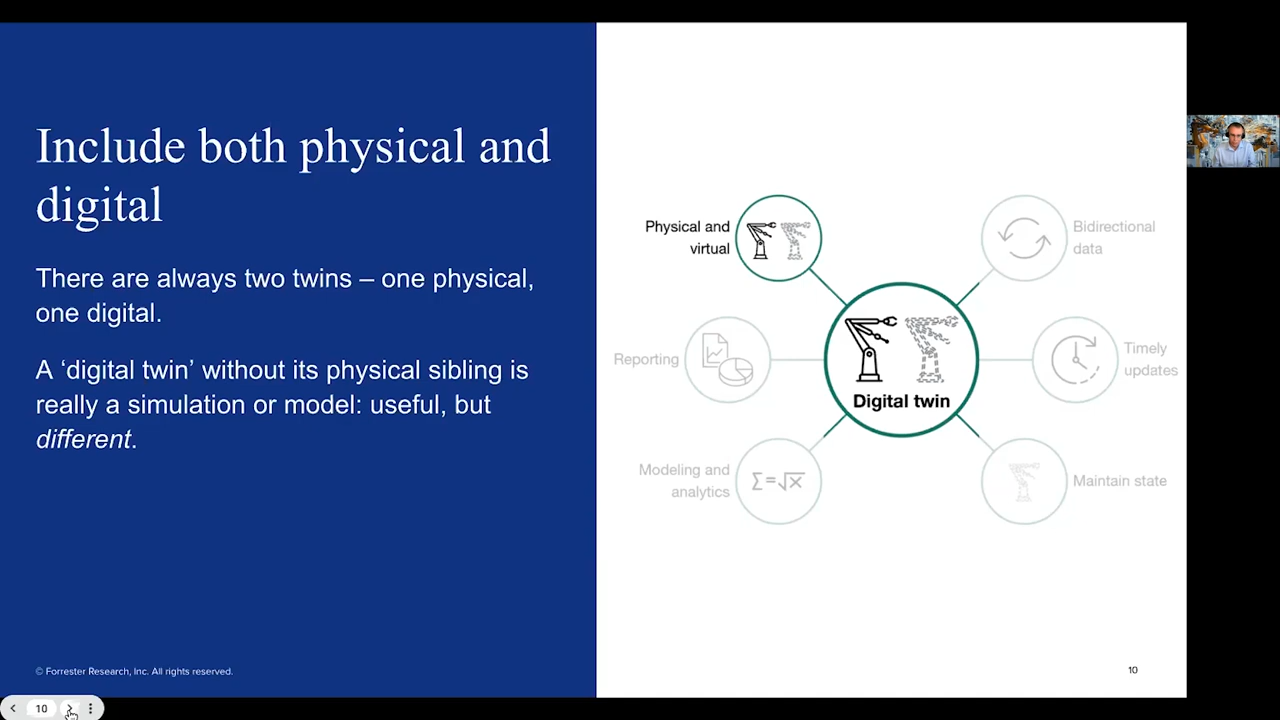 Include both physical and
digital
There are always two twins – one physical,
one digital.
A ‘digital twin’ without its physical sibling is
really a simulation or model: useful, but
different.
Physical and
virtual
Bidirectional
data
Reporting
Timely
updates
Digital twin
Modeling and
analytics
Σ=√x
Maintain state
© Forrester Research, Inc. All rights reserved.
10
10